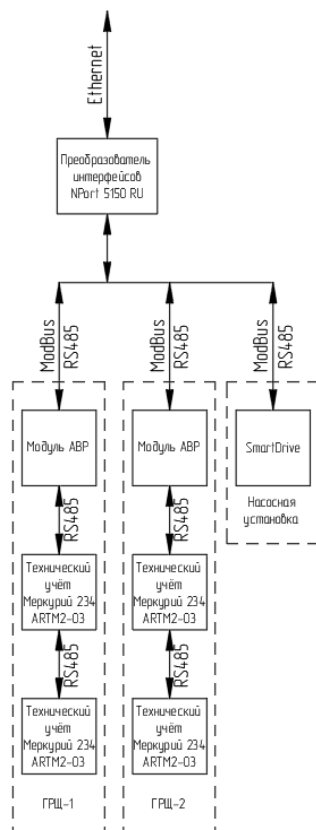 Ethernet
Преобразователь
интерфейсов
NPort 5150 RU
ModBus
RS485
ModBus
RS485
ModBus
RS485
Модуль АВР
Модуль АВР
SmartDrive
Насосная
установка
RS485
RS485
Технический
учёт
Меркурий 234
ARTM2-03
Технический
учёт
Меркурий 234
ARTM2-03
RS485
RS485
Технический
учёт
Меркурий 234
ARTM2-03
Технический
учёт
Меркурий 234
ARTM2-03
ГРЩ-1
ГРЩ-2